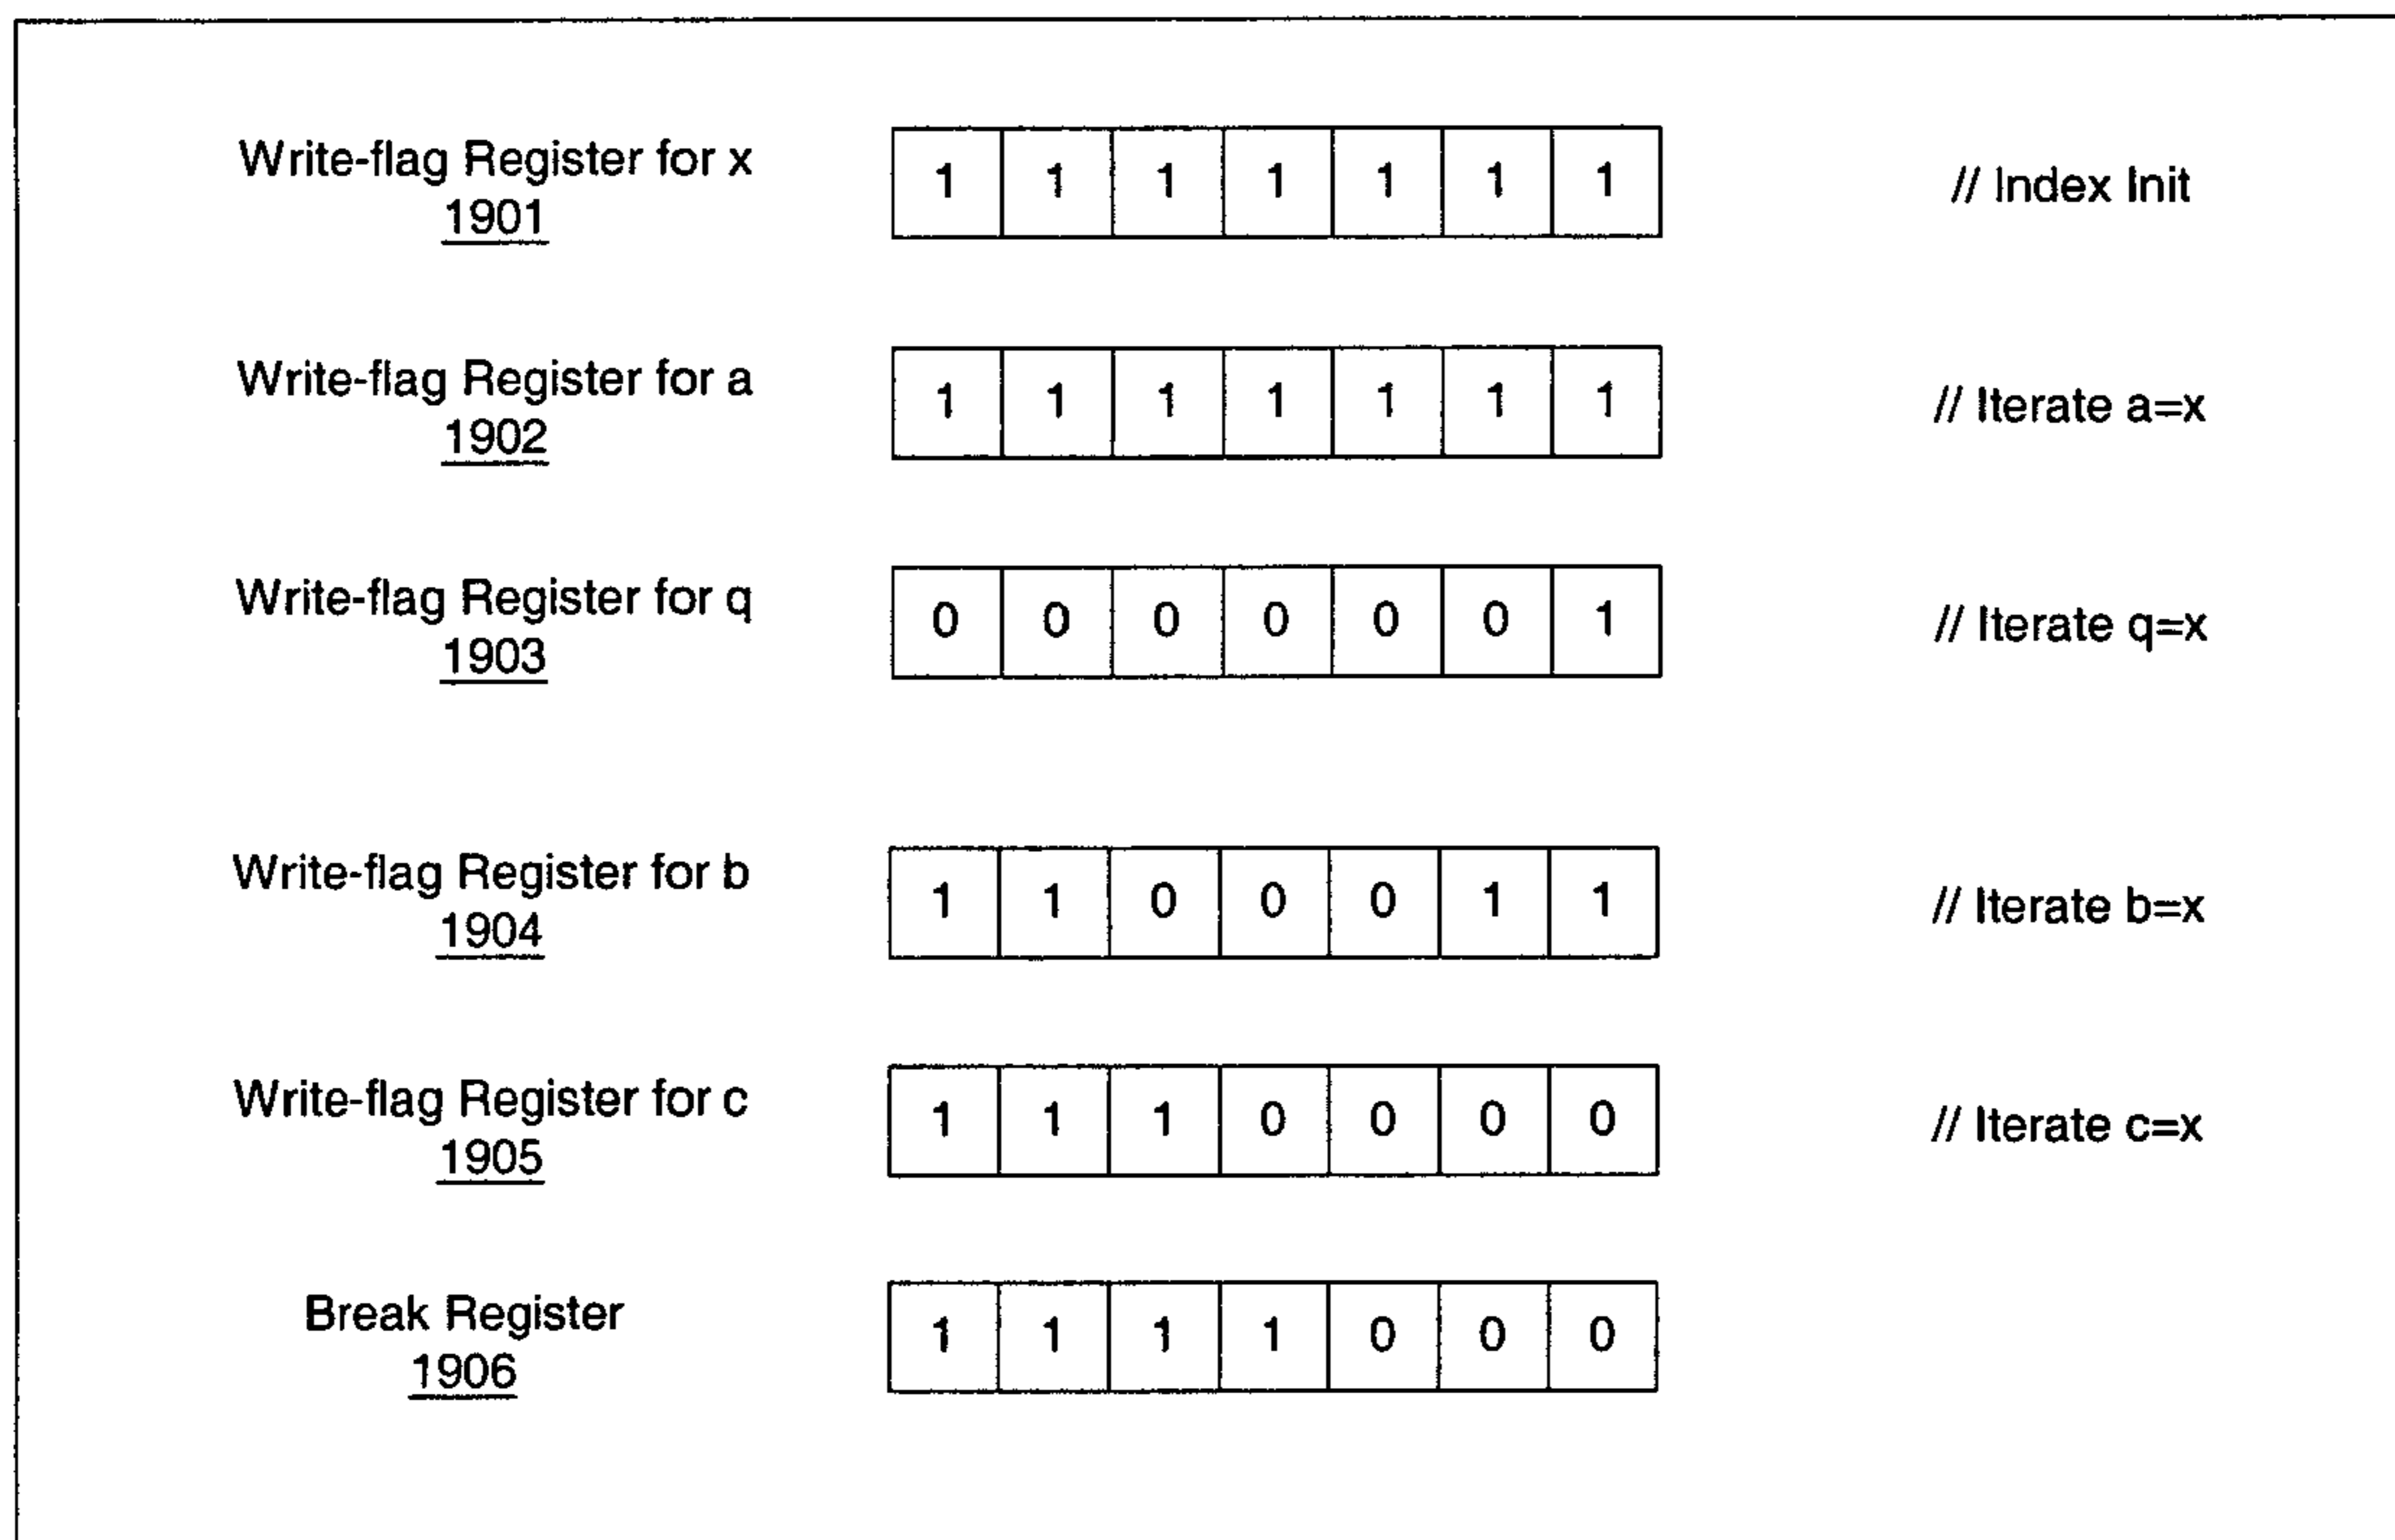 Write-flag Register for x
1901
1 1 1 1 1 1 1
// Index Init
Write-flag Register for a
1902
1 1 1 1 1 1 1
// Iterate a=x
Write-flag Register for q
1903
0 0 0 0 0 0 1
// Iterate q=x
Write-flag Register for b
1904
1 1 0 0 0 1 1
// Iterate b=x
Write-flag Register for c
1905
1 1 1 0 0 0 0
// Iterate c=x
Break Register
1906
1 1 1 1 0 0 0